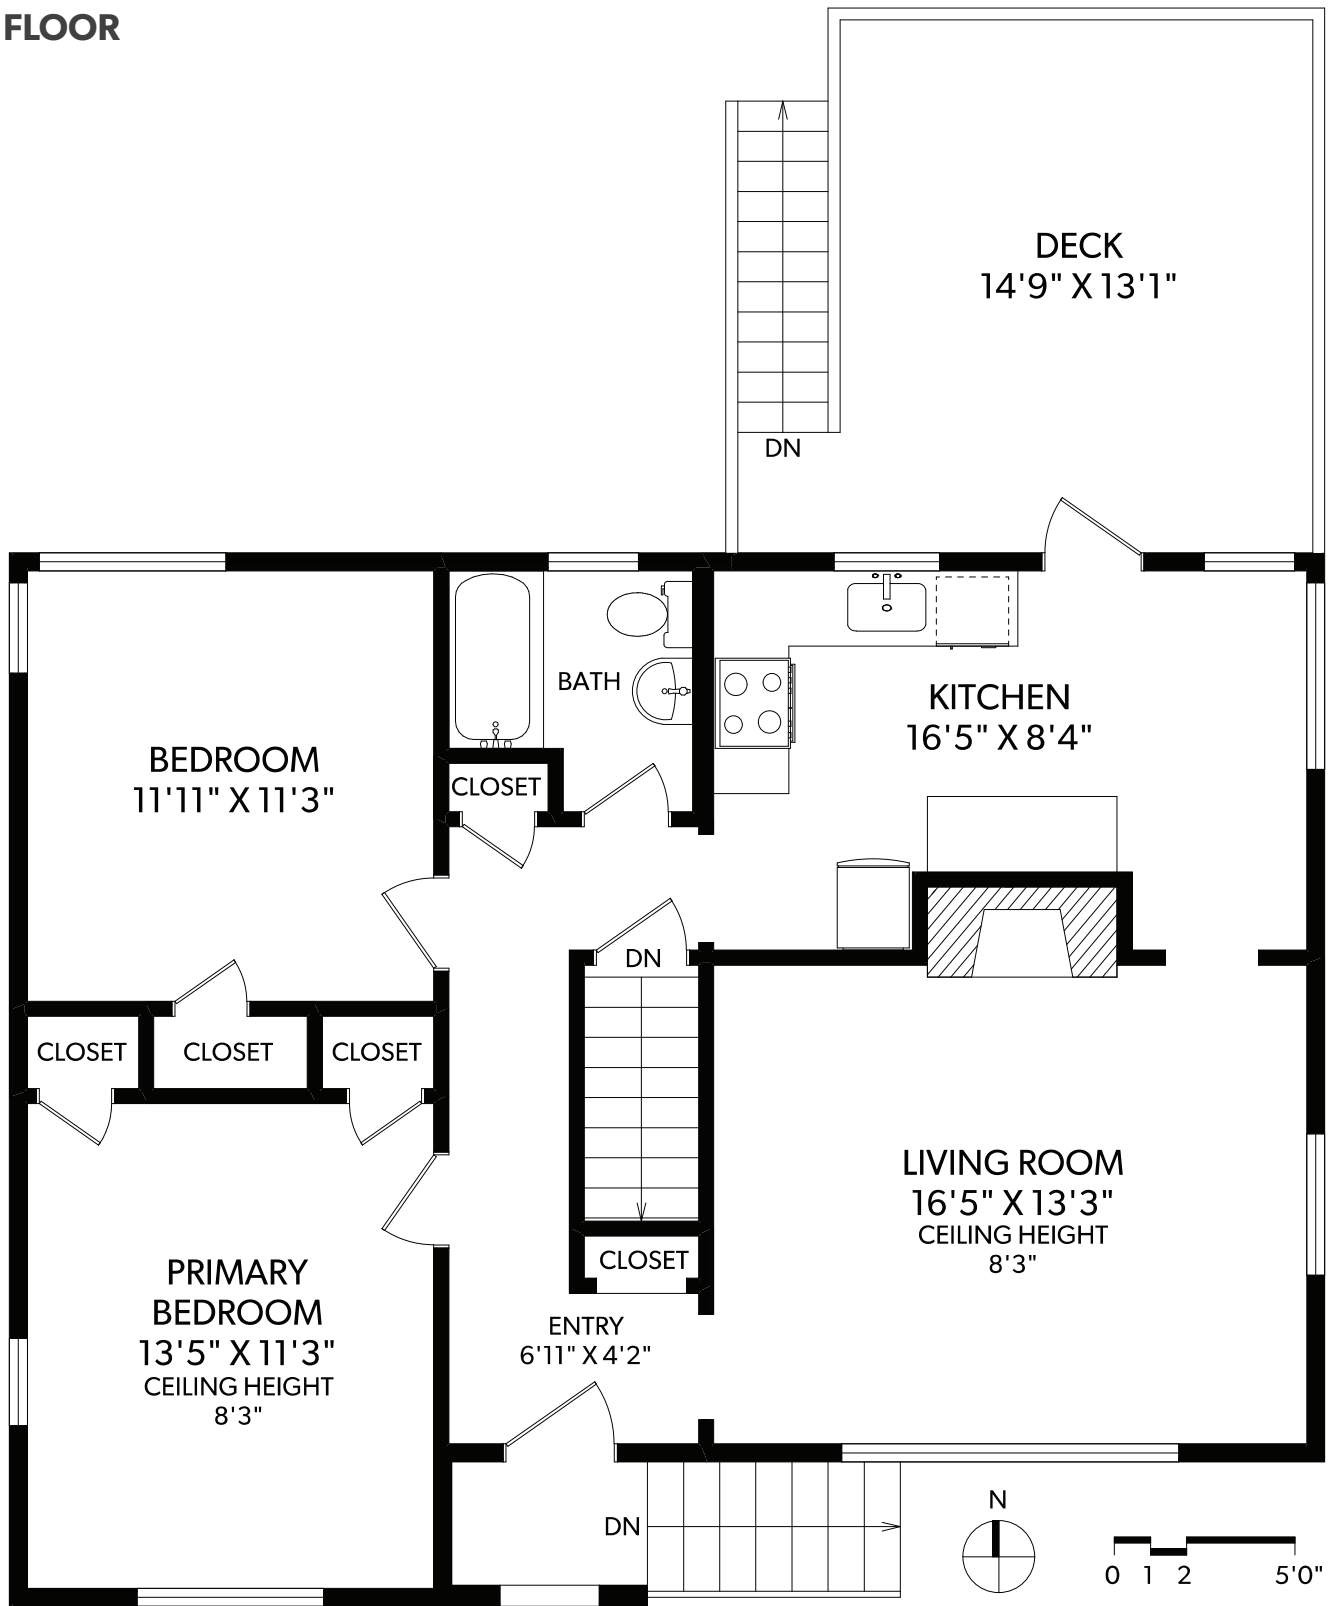 FLOOR
DECK
14'9" X 13'1"
DN
BATH
KITCHEN
16'5" X 8'4"
BEDROOM
11'11" X 11'3"
CLOSET
DN
CLOSET
CLOSET
CLOSET
LIVING ROOM
16'5" X 13'3"
CEILING HEIGHT
8'3"
CLOSET
PRIMARY
BEDROOM
13'5" X 11'3"
CEILING HEIGHT
8'3"
ENTRY
6'11" X 4'2"
DN
N
0 1 2 5'0"